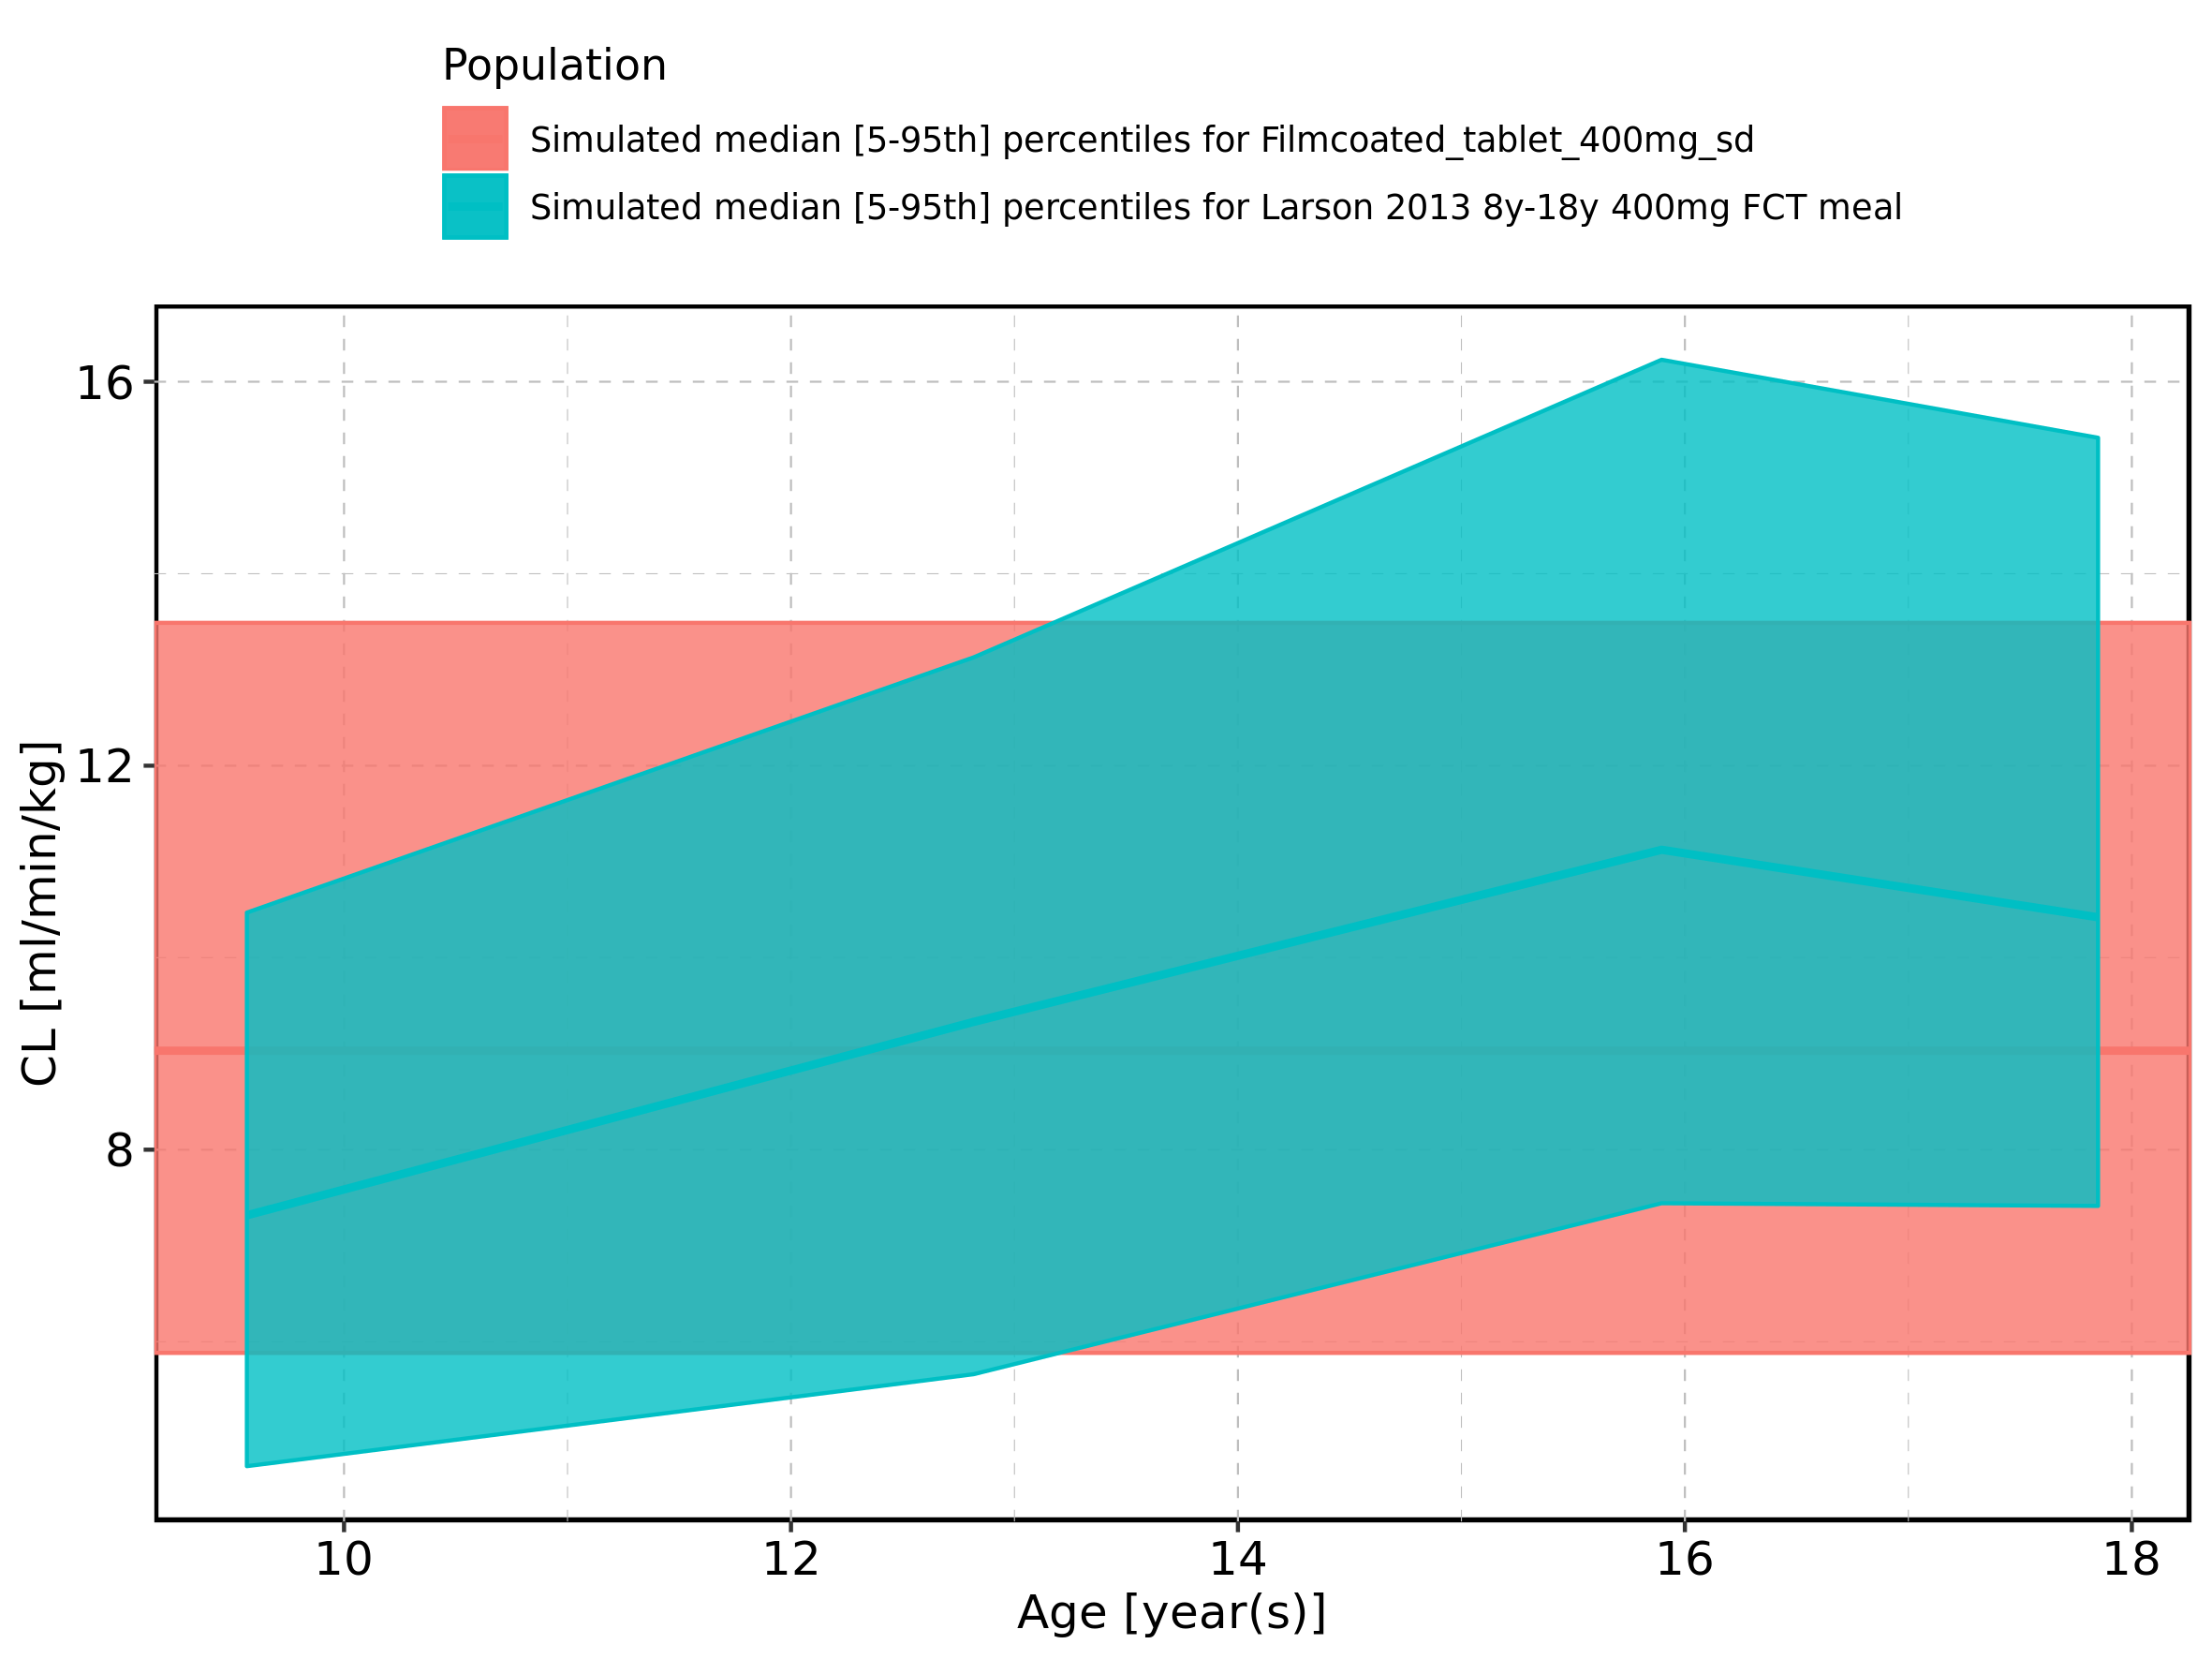 Population
Simulated median [5-95th] percentiles for Filmcoated_tablet_400mg_sd
Simulated median [5-95th] percentiles for Larson 2013 8y-18y 400mg FCT meal
16
12
8
CL [ml/min/kg]
10 12 14 16 18
Age [year(s)]